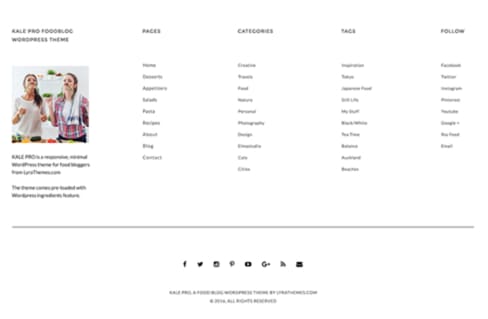 KALE PRO FOODBLOG
WORDPRESS THEME
KALE PRO is a responsive, minimal
WordPress theme for food bloggers
from LyraThemes.com
The theme comes pre-loaded with
Wordpress ingredients feature.
PAGES
Home
Desserts
Appetizers
Salads
Pasta
Recipes
About
Blog
Contact
CATEGORIES
Creative
Travels
Food
Nature
Personal
Photography
Design
Elmastudio
Cats
Cities
TAGS
Inspiration
Tokyo
Japanese Food
Still Life
My Stuff
Black/White
Tea Time
Balance
Auckland
Beaches
FOLLOW
Facebook
Twitter
Instagram
Pinterest
Youtube
Google +
Rss Feed
Email
KALE PRO, A FOOD BLOG WORDPRESS THEME BY LYRATHEMES.COM
© 2016, ALL RIGHTS RESERVED